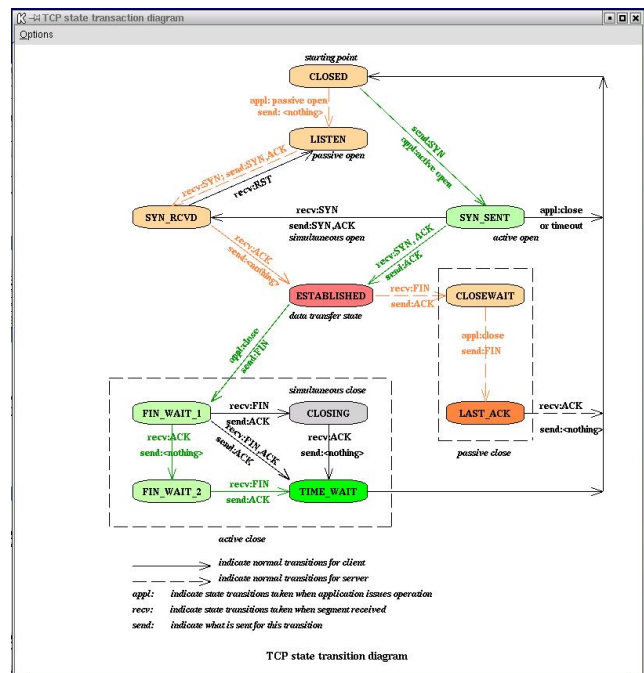 TCP state transaction diagram
Options
starting point
CLOSED
appl: passive open
send: <nothing>
send:SYN
appl:active open
LISTEN
passive open
recv:SYN; send:SYN,ACK
recv:RST
SYN_RCVD
recv:SYN
send:SYN,ACK
simultaneous open
SYN_SENT
active open
appl:close
or timeout
recv:ACK
send:<nothing>
recv:SYN, ACK
send:ACK
ESTABLISHED
data transfer state
recv:FIN
send:ACK
CLOSEWAIT
appl:close
send:FIN
appl:close
send:FIN
LAST_ACK
recv:ACK
send:<nothing>
passive close
simultaneous close
FIN_WAIT_1
recv:FIN
send:ACK
CLOSING
recv:ACK
send:<nothing>
recv:FIN,ACK
send:ACK
recv:ACK
send:<nothing>
FIN_WAIT_2
recv:FIN
send:ACK
TIME_WAIT
active close
indicate normal transitions for client
indicate normal transitions for server
appl: indicate state transitions taken when application issues operation
recv: indicate state transitions taken when segment received
send: indicate what is sent for this transition
TCP state transition diagram